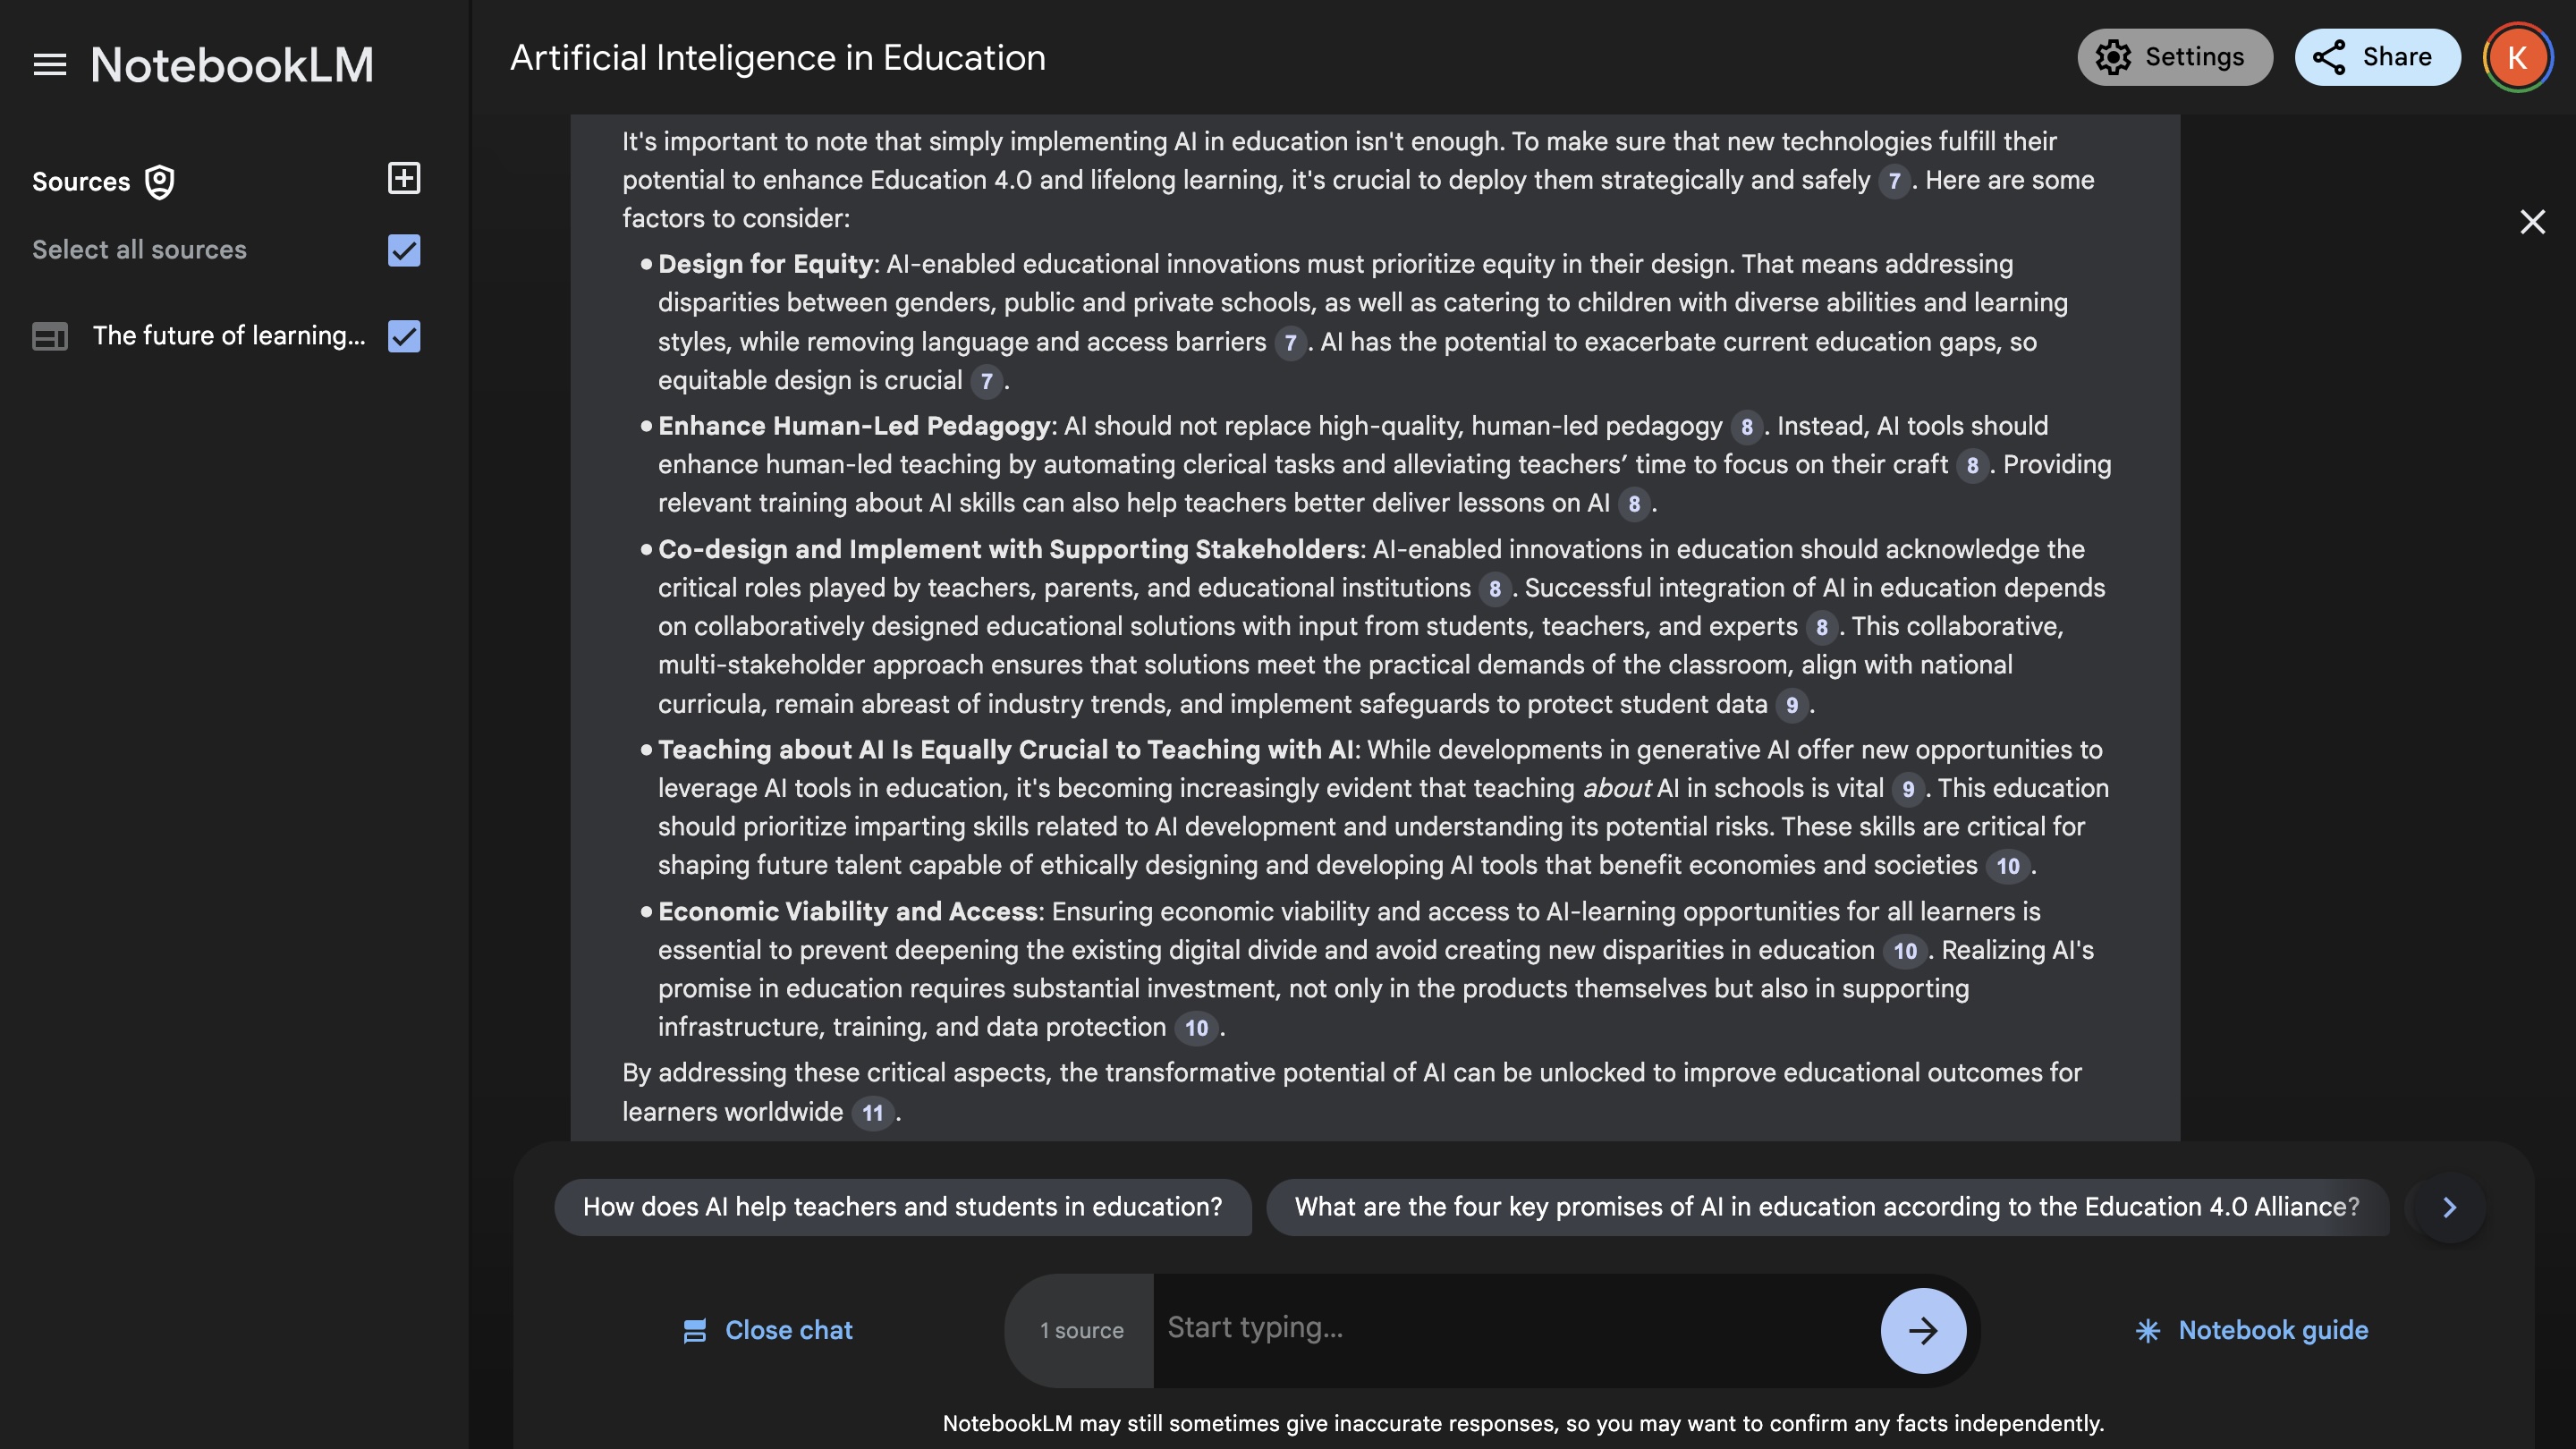 NotebookLM
Sources
Select all sources
The future of learning...
Artificial Inteligence in Education
Settings
Share
K
It's important to note that simply implementing AI in education isn't enough. To make sure that new technologies fulfill their
potential to enhance Education 4.0 and lifelong learning, it's crucial to deploy them strategically and safely 7 . Here are some
factors to consider:
• Design for Equity: AI-enabled educational innovations must prioritize equity in their design. That means addressing
disparities between genders, public and private schools, as well as catering to children with diverse abilities and learning
styles, while removing language and access barriers 7 . AI has the potential to exacerbate current education gaps, so
equitable design is crucial 7 .
• Enhance Human-Led Pedagogy: AI should not replace high-quality, human-led pedagogy 8 . Instead, AI tools should
enhance human-led teaching by automating clerical tasks and alleviating teachers’ time to focus on their craft 8 . Providing
relevant training about AI skills can also help teachers better deliver lessons on AI 8 .
• Co-design and Implement with Supporting Stakeholders: AI-enabled innovations in education should acknowledge the
critical roles played by teachers, parents, and educational institutions 8 . Successful integration of AI in education depends
on collaboratively designed educational solutions with input from students, teachers, and experts 8 . This collaborative,
multi-stakeholder approach ensures that solutions meet the practical demands of the classroom, align with national
curricula, remain abreast of industry trends, and implement safeguards to protect student data 9 .
• Teaching about AI Is Equally Crucial to Teaching with AI: While developments in generative AI offer new opportunities to
leverage AI tools in education, it's becoming increasingly evident that teaching about AI in schools is vital 9 . This education
should prioritize imparting skills related to AI development and understanding its potential risks. These skills are critical for
shaping future talent capable of ethically designing and developing AI tools that benefit economies and societies 10 .
• Economic Viability and Access: Ensuring economic viability and access to AI-learning opportunities for all learners is
essential to prevent deepening the existing digital divide and avoid creating new disparities in education 10 . Realizing AI's
promise in education requires substantial investment, not only in the products themselves but also in supporting
infrastructure, training, and data protection 10 .
By addressing these critical aspects, the transformative potential of AI can be unlocked to improve educational outcomes for
learners worldwide 11 .
How does AI help teachers and students in education?
What are the four key promises of AI in education according to the Education 4.0 Alliance?
Close chat
1 source
Start typing...
Notebook guide
NotebookLM may still sometimes give inaccurate responses, so you may want to confirm any facts independently.